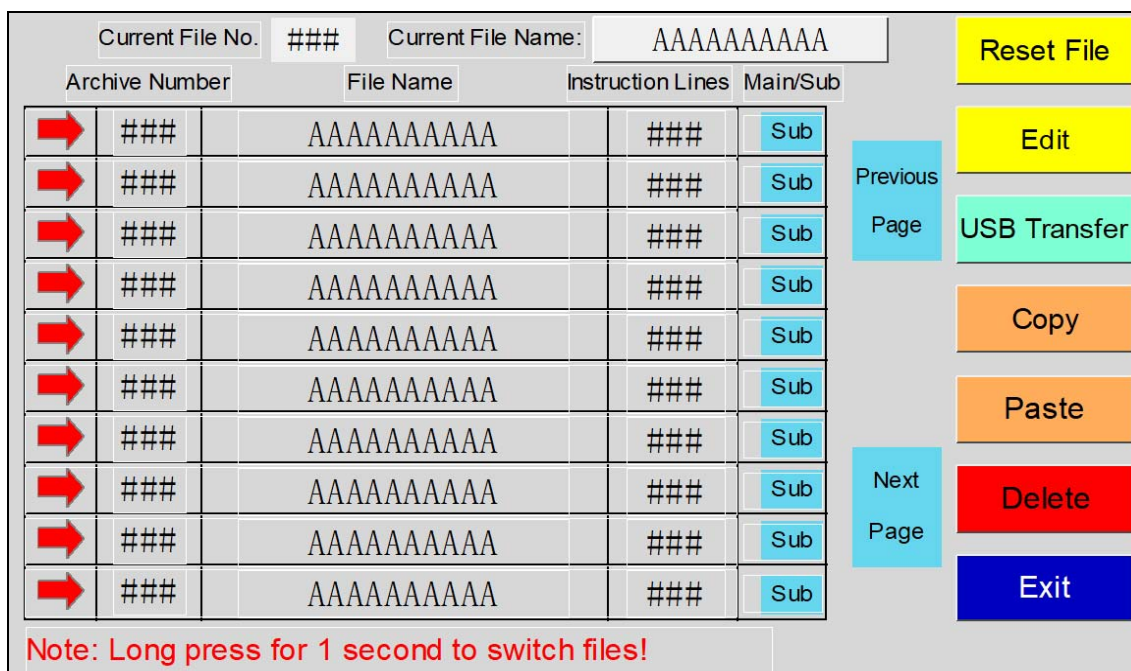 Current File No. ### Current File Name: AAAAAAAAAA
Archive Number File Name Instruction Lines Main/Sub
### AAAAAAAAAA ### Sub
### AAAAAAAAAA ### Sub
### AAAAAAAAAA ### Sub
### AAAAAAAAAA ### Sub
### AAAAAAAAAA ### Sub
### AAAAAAAAAA ### Sub
### AAAAAAAAAA ### Sub
### AAAAAAAAAA ### Sub
### AAAAAAAAAA ### Sub
### AAAAAAAAAA ### Sub
Previous
Page
Next
Page
Reset File
Edit
USB Transfer
Copy
Paste
Delete
Exit
Note: Long press for 1 second to switch files!